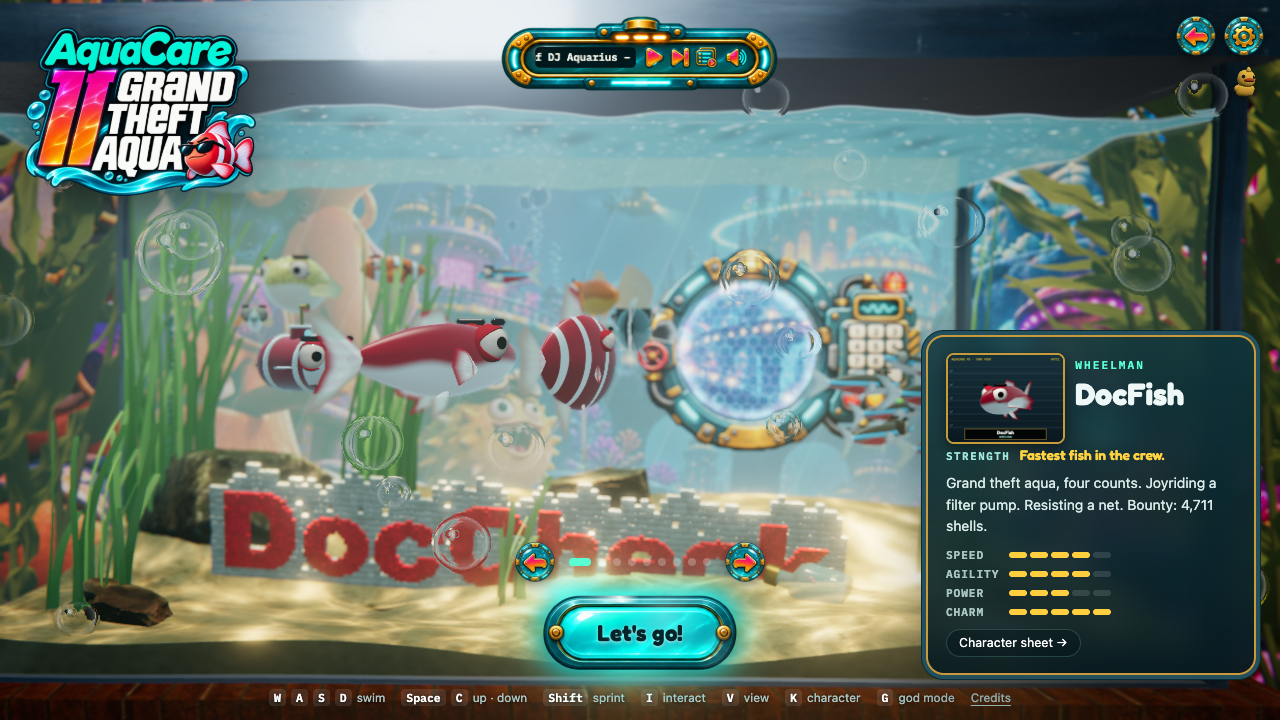 AquaCare
11 GRAND
THEFT
AQUA
f DJ Aquarius –
WHEELMAN
DocFish
DocFish
STRENGTH Fastest fish in the crew.
Grand theft aqua, four counts. Joyriding a
filter pump. Resisting a net. Bounty: 4,711
shells.
SPEED
AGILITY
POWER
CHARM
Character sheet →
DocCheck
Let's go!
W A S D swim Space C up · down Shift sprint I interact V view K character G god mode Credits